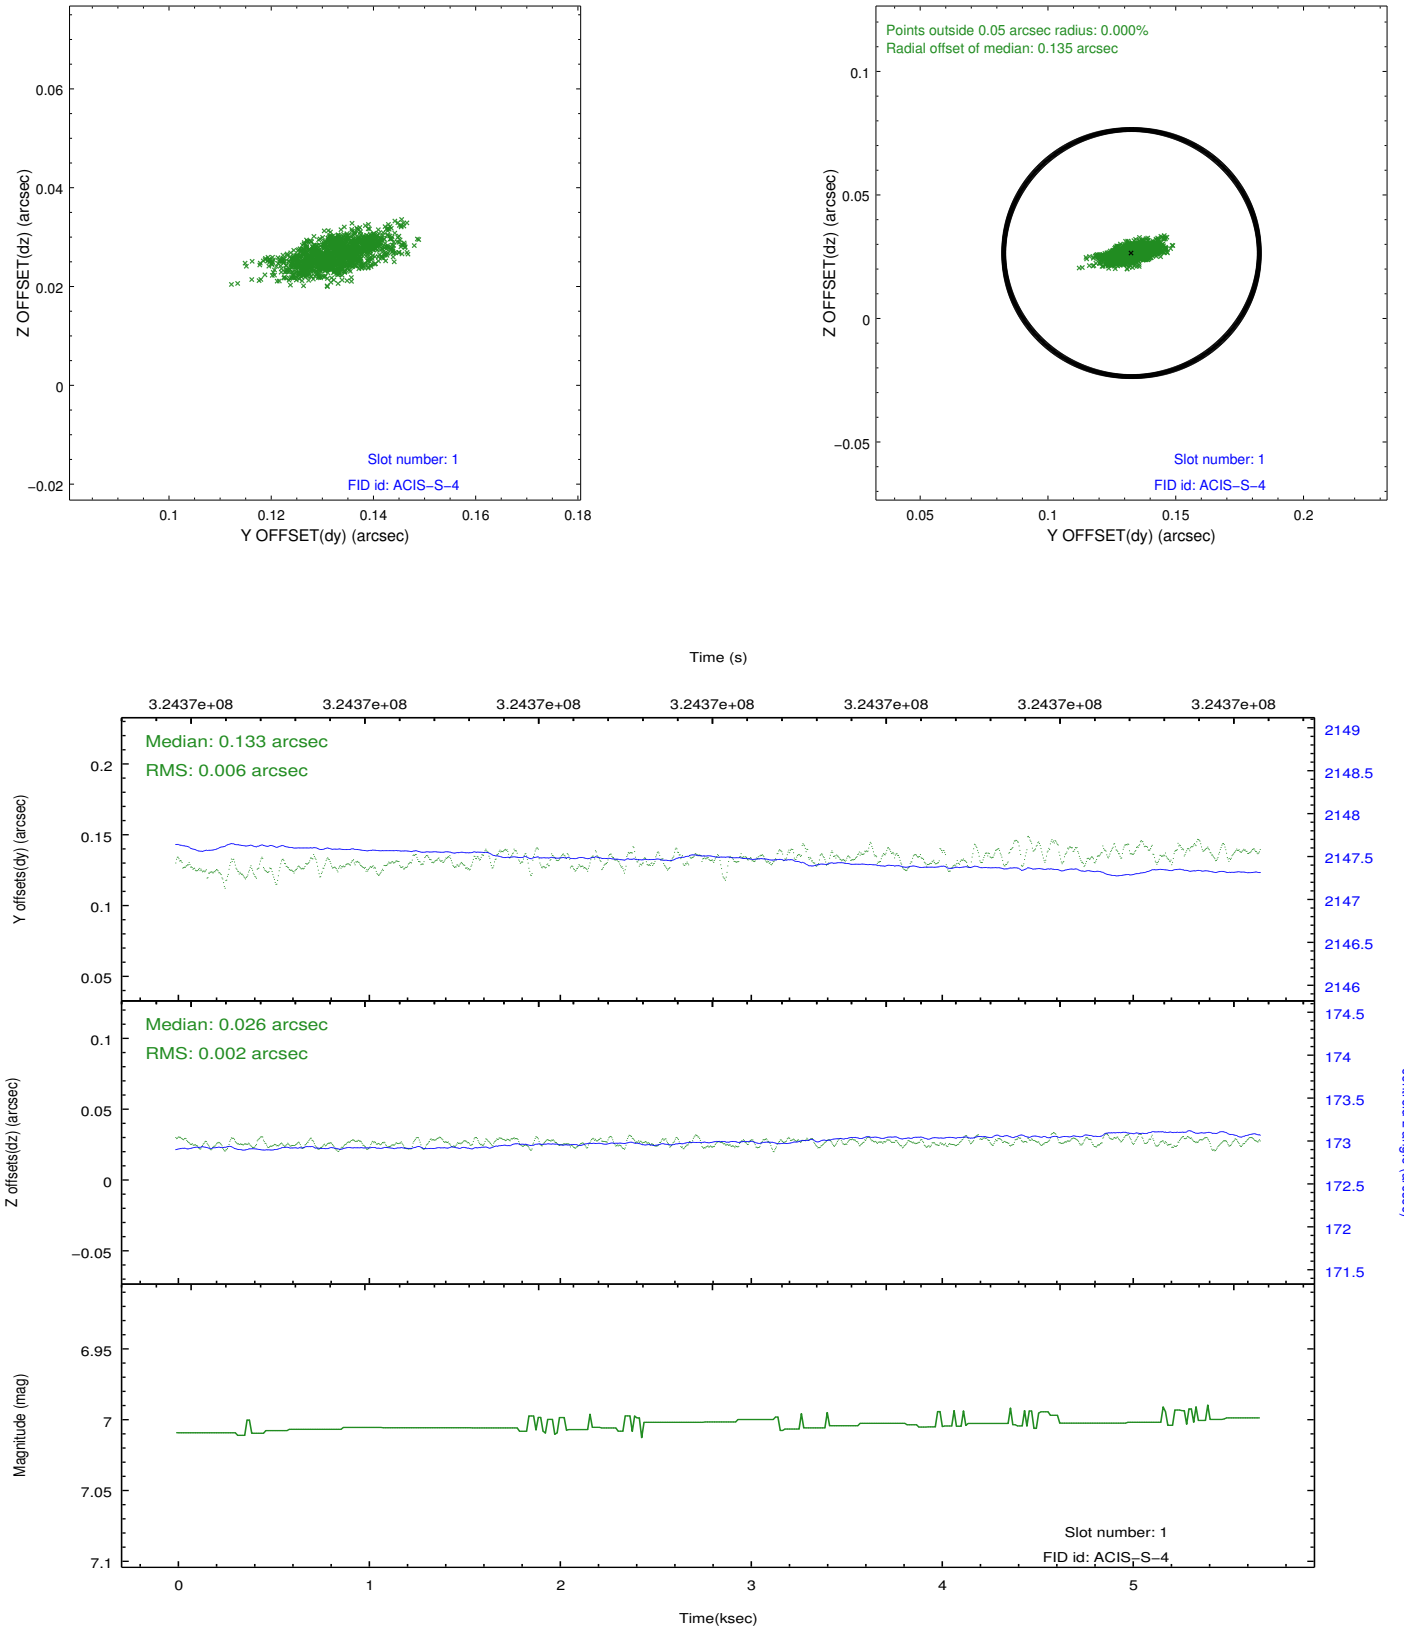 0.06
0.04
0.02
0
−0.02
Z OFFSET(dz) (arcsec)
Slot number: 1
FID id: ACIS−S−4
0.1 0.12 0.14 0.16 0.18
Y OFFSET(dy) (arcsec)
Points outside 0.05 arcsec radius: 0.000%
Radial offset of median: 0.135 arcsec
0.1
0.05
0
−0.05
Z OFFSET(dz) (arcsec)
Slot number: 1
FID id: ACIS−S−4
0.05 0.1 0.15 0.2
Y OFFSET(dy) (arcsec)
Time (s)
3.2437e+08 3.2437e+08 3.2437e+08 3.2437e+08 3.2437e+08 3.2437e+08 3.2437e+08
Median: 0.133 arcsec
RMS: 0.006 arcsec
0.2
0.15
0.1
0.05
Y offsets(dy) (arcsec)
2149
2148.5
2148
2147.5
2147
2146.5
2146
Median: 0.026 arcsec
RMS: 0.002 arcsec
0.1
0.05
0
−0.05
Z offsets(dz) (arcsec)
174.5
174
173.5
173
172.5
172
171.5
6.95
7
7.05
7.1
Magnitude (mag)
Slot number: 1
FID id: ACIS−S−4
0 1 2 3 4 5
Time(ksec)